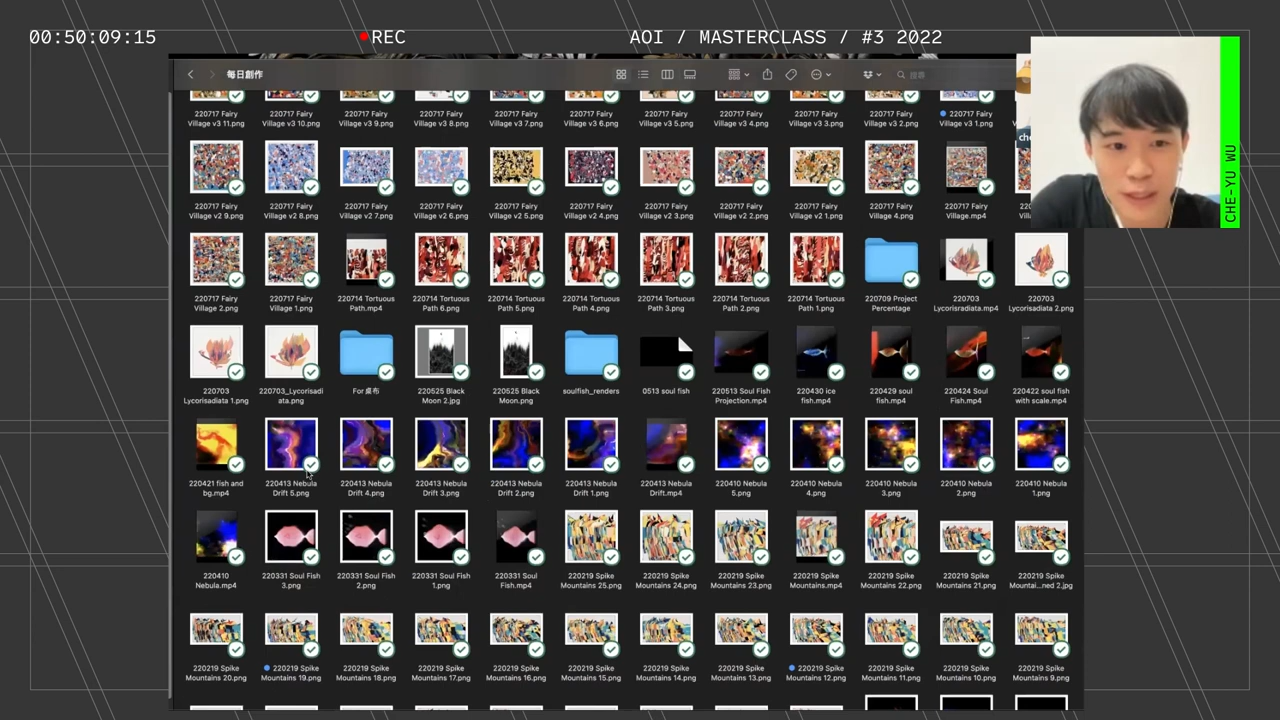 00:50:09:15
REC
AOI / MASTERCLASS / #3 2022
每日創作
搜尋
CHE-YU WU
220717 Fairy Village v3 11.png
220717 Fairy Village v3 10.png
220717 Fairy Village v3 9.png
220717 Fairy Village v3 8.png
220717 Fairy Village v3 7.png
220717 Fairy Village v3 6.png
220717 Fairy Village v3 5.png
220717 Fairy Village v3 4.png
220717 Fairy Village v3 3.png
220717 Fairy Village v3 2.png
220717 Fairy Village v3 1.png
220717 Fairy Village v2 9.png
220717 Fairy Village v2 8.png
220717 Fairy Village v2 7.png
220717 Fairy Village v2 6.png
220717 Fairy Village v2 5.png
220717 Fairy Village v2 4.png
220717 Fairy Village v2 3.png
220717 Fairy Village v2 2.png
220717 Fairy Village v2 1.png
220717 Fairy Village 4.png
220717 Fairy Village.mp4
220717 Fairy Village 2.png
220717 Fairy Village 1.png
220714 Tortuous Path.mp4
220714 Tortuous Path 6.png
220714 Tortuous Path 5.png
220714 Tortuous Path 4.png
220714 Tortuous Path 3.png
220714 Tortuous Path 2.png
220714 Tortuous Path 1.png
220709 Project Percentage
220703 Lycorisradiata.mp4
220703 Lycorisradiata 2.png
220703 Lycorisradiata 1.png
220703_Lycorisadiata.png
For 桌布
220525 Black Moon 2.jpg
220525 Black Moon.png
soulfish_renders
0513 soul fish
220513 Soul Fish Projection.mp4
220430 ice fish.mp4
220429 soul fish.mp4
220424 Soul Fish.mp4
220422 soul fish with scale.mp4
220421 fish and bg.mp4
220413 Nebula Drift 5.png
220413 Nebula Drift 4.png
220413 Nebula Drift 3.png
220413 Nebula Drift 2.png
220413 Nebula Drift 1.png
220413 Nebula Drift.mp4
220410 Nebula 5.png
220410 Nebula 4.png
220410 Nebula 3.png
220410 Nebula 2.png
220410 Nebula 1.png
220410 Nebula.mp4
220331 Soul Fish 3.png
220331 Soul Fish 2.png
220331 Soul Fish 1.png
220331 Soul Fish.mp4
220219 Spike Mountains 25.png
220219 Spike Mountains 24.png
220219 Spike Mountains 23.png
220219 Spike Mountains.mp4
220219 Spike Mountains 22.png
220219 Spike Mountains 21.png
220219 Spike Mountai...ned 2.jpg
220219 Spike Mountains 20.png
220219 Spike Mountains 19.png
220219 Spike Mountains 18.png
220219 Spike Mountains 17.png
220219 Spike Mountains 16.png
220219 Spike Mountains 15.png
220219 Spike Mountains 14.png
220219 Spike Mountains 13.png
220219 Spike Mountains 12.png
220219 Spike Mountains 11.png
220219 Spike Mountains 10.png
220219 Spike Mountains 9.png